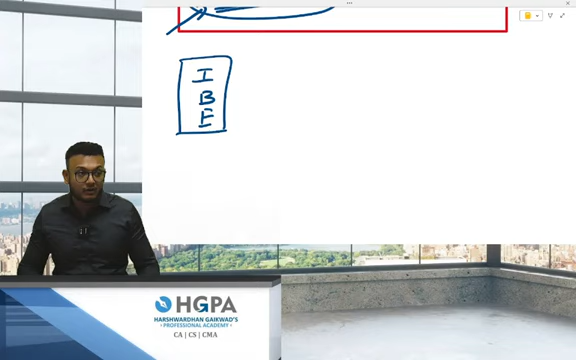 I
B
E
HGPA
HARSHWARDHAN GAIKWAD'S
• PROFESSIONAL ACADEMY •
CA | CS | CMA